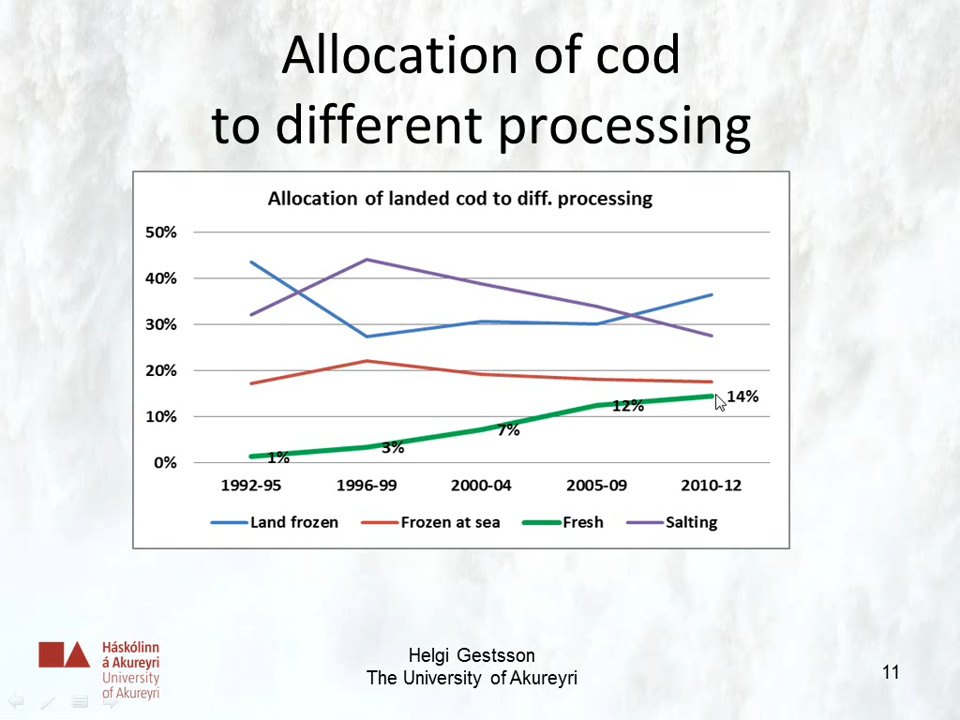 Allocation of cod
to different processing
Allocation of landed cod to diff. processing
50%
40%
30%
20%
10%
0%
1%
3%
7%
12%
14%
1992-95 1996-99 2000-04 2005-09 2010-12
Land frozen Frozen at sea Fresh Salting
Háskólinn
á Akureyri
University
of Akureyri
Helgi Gestsson
The University of Akureyri
11